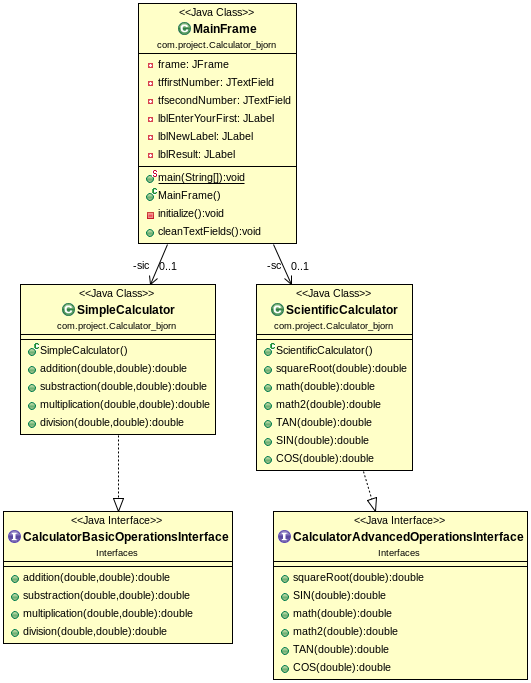 <<Java Class>>
MainFrame
com.project.Calculator_bjorn
frame: JFrame
tffirstNumber: JTextField
tfsecondNumber: JTextField
lblEnterYourFirst: JLabel
lblNewLabel: JLabel
lblResult: JLabel
main(String[]):void
MainFrame()
initialize():void
cleanTextFields():void
-sic 0..1
-sc 0..1
<<Java Class>>
SimpleCalculator
com.project.Calculator_bjorn
SimpleCalculator()
addition(double,double):double
substraction(double,double):double
multiplication(double,double):double
division(double,double):double
<<Java Class>>
ScientificCalculator
com.project.Calculator_bjorn
ScientificCalculator()
squareRoot(double):double
math(double):double
math2(double):double
TAN(double):double
SIN(double):double
COS(double):double
<<Java Interface>>
CalculatorBasicOperationsInterface
Interfaces
addition(double,double):double
substraction(double,double):double
multiplication(double,double):double
division(double,double):double
<<Java Interface>>
CalculatorAdvancedOperationsInterface
Interfaces
squareRoot(double):double
SIN(double):double
math(double):double
math2(double):double
TAN(double):double
COS(double):double